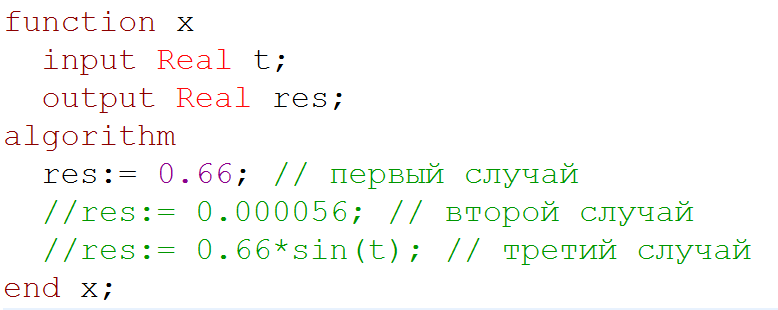 function x
  input Real t;
  output Real res;
algorithm
  res:= 0.66; // первый случай
  //res:= 0.000056; // второй случай
  //res:= 0.66*sin(t); // третий случай
end x;